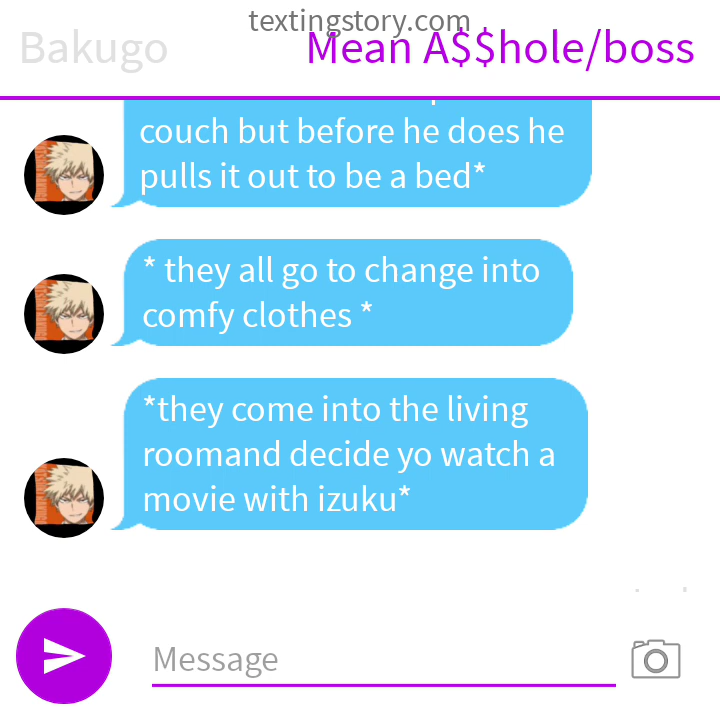 textingstory.com
Bakugo
Mean A$$hole/boss
couch but before he does he
pulls it out to be a bed*
* they all go to change into
comfy clothes *
*they come into the living
roomand decide yo watch a
movie with izuku*
Message